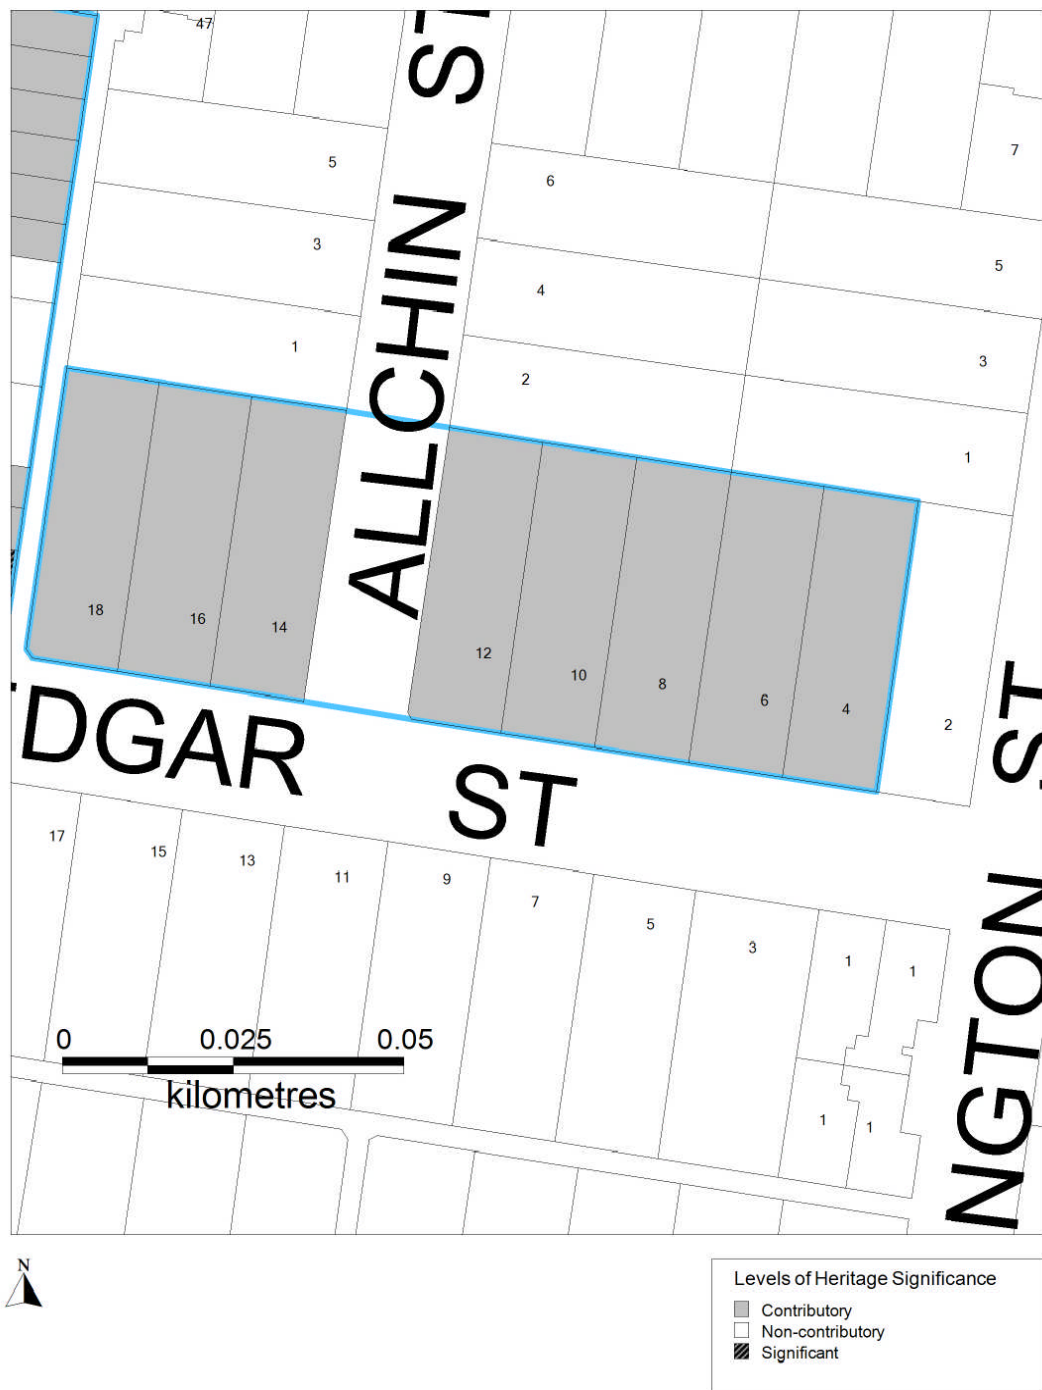 47
ALLCHIN ST
5
6
7
3
4
5
1
2
3
1
18
16
14
12
10
8
6
4
2
DGAR ST
ST
NGTON
17
15
13
11
9
7
5
3
1
1
1
1
0 0.025 0.05
kilometres
N
Levels of Heritage Significance
Contributory
Non-contributory
Significant